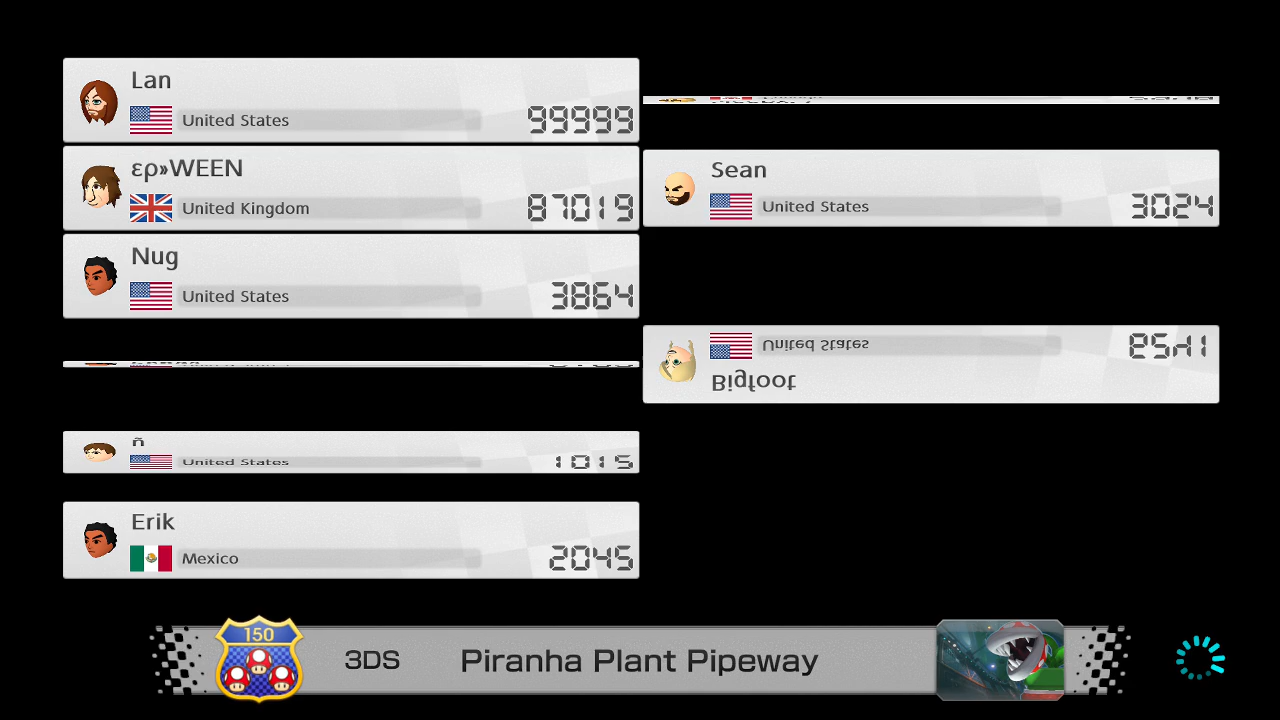 Lan
United States
99999
ερ»WEEN
United Kingdom
87019
Nug
United States
3864
ñ
United States
1015
Erik
Mexico
2045
Sean
United States
3024
United States
Bigfoot
150
3DS
Piranha Plant Pipeway